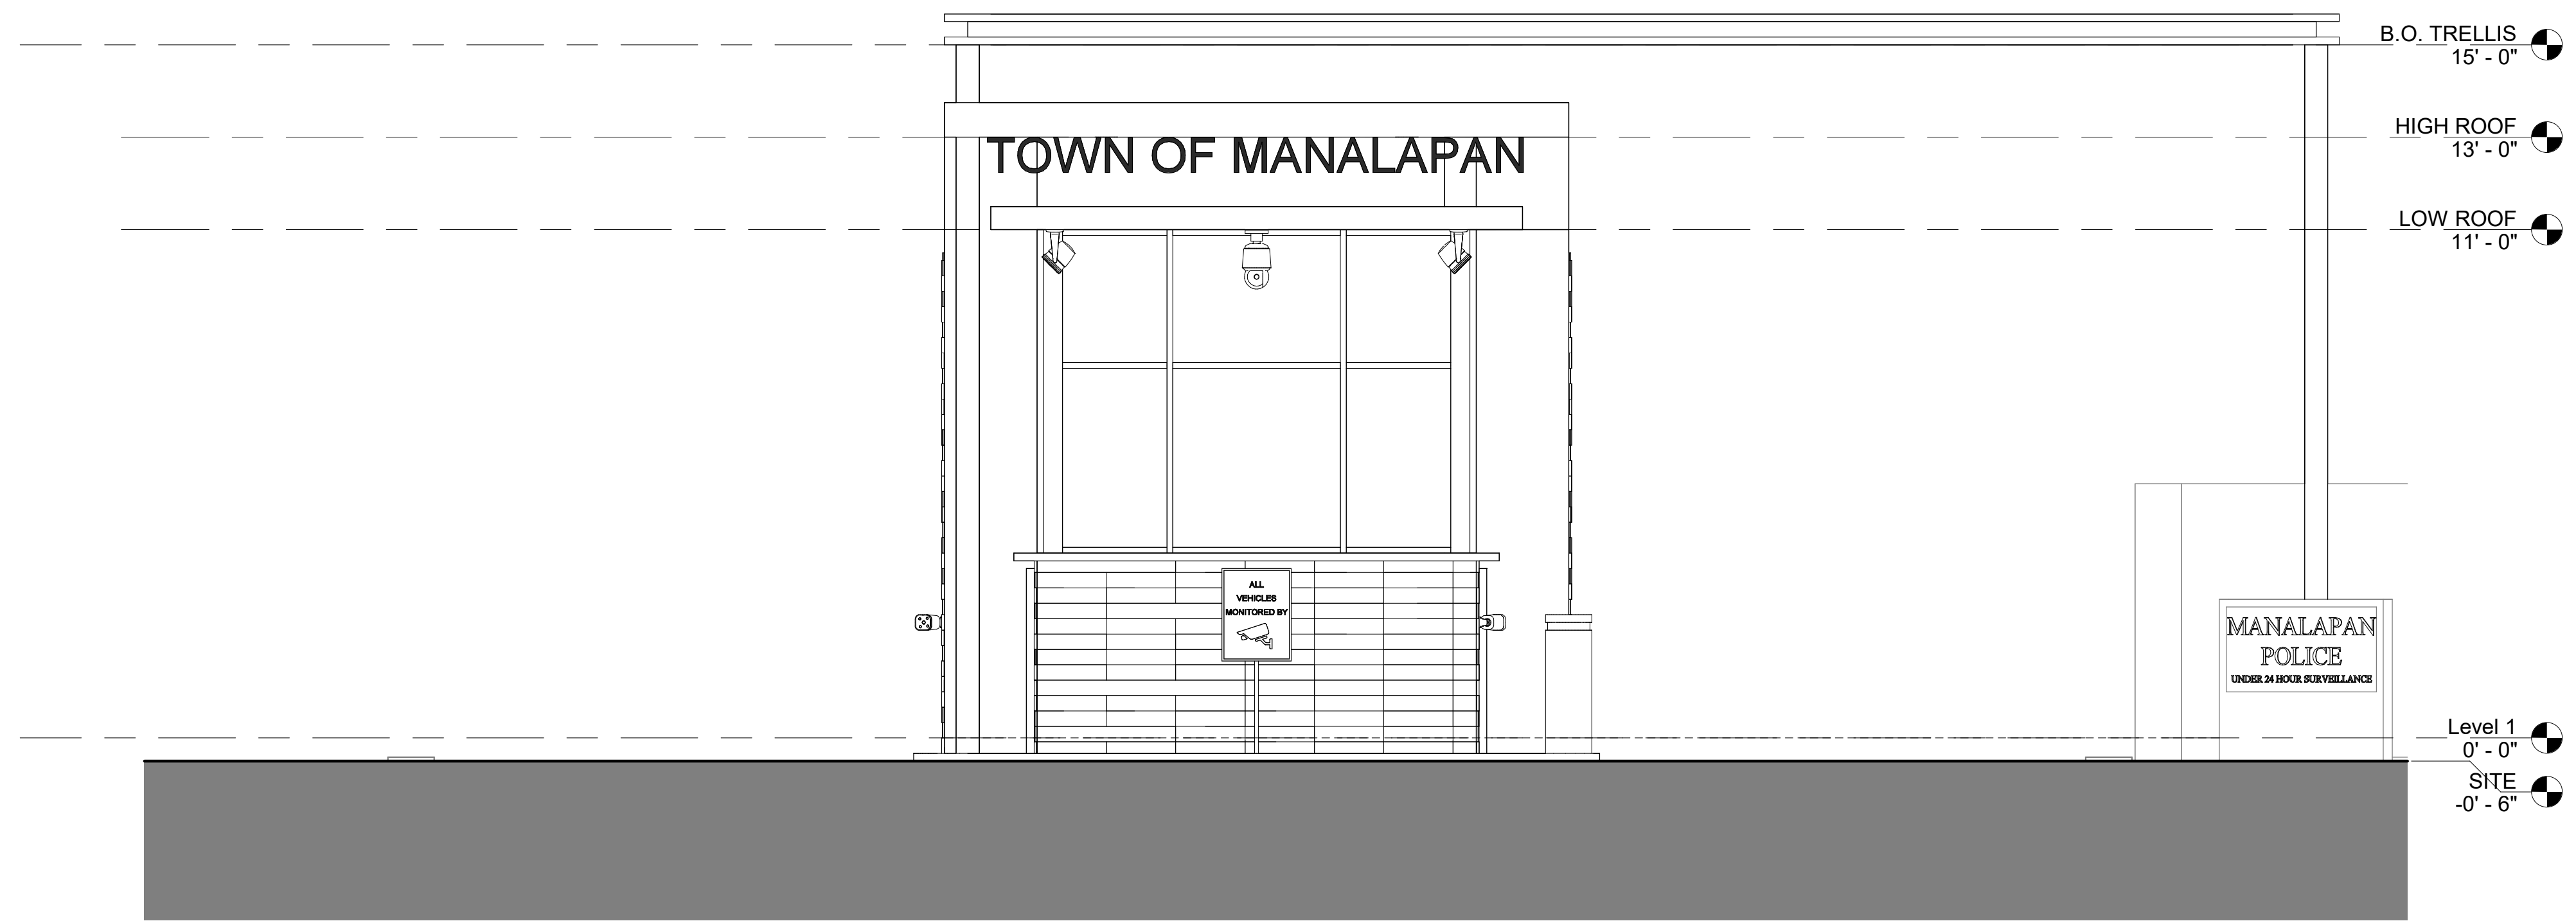 B.O. TRELLIS
15' - 0"
HIGH ROOF
13' - 0"
TOWN OF MANALAPAN
LOW ROOF
11' - 0"
ALL
VEHICLES
MONITORED BY
MANALAPAN
POLICE
UNDER 24 HOUR SURVEILLANCE
Level 1
0' - 0"
SITE
-0' - 6"